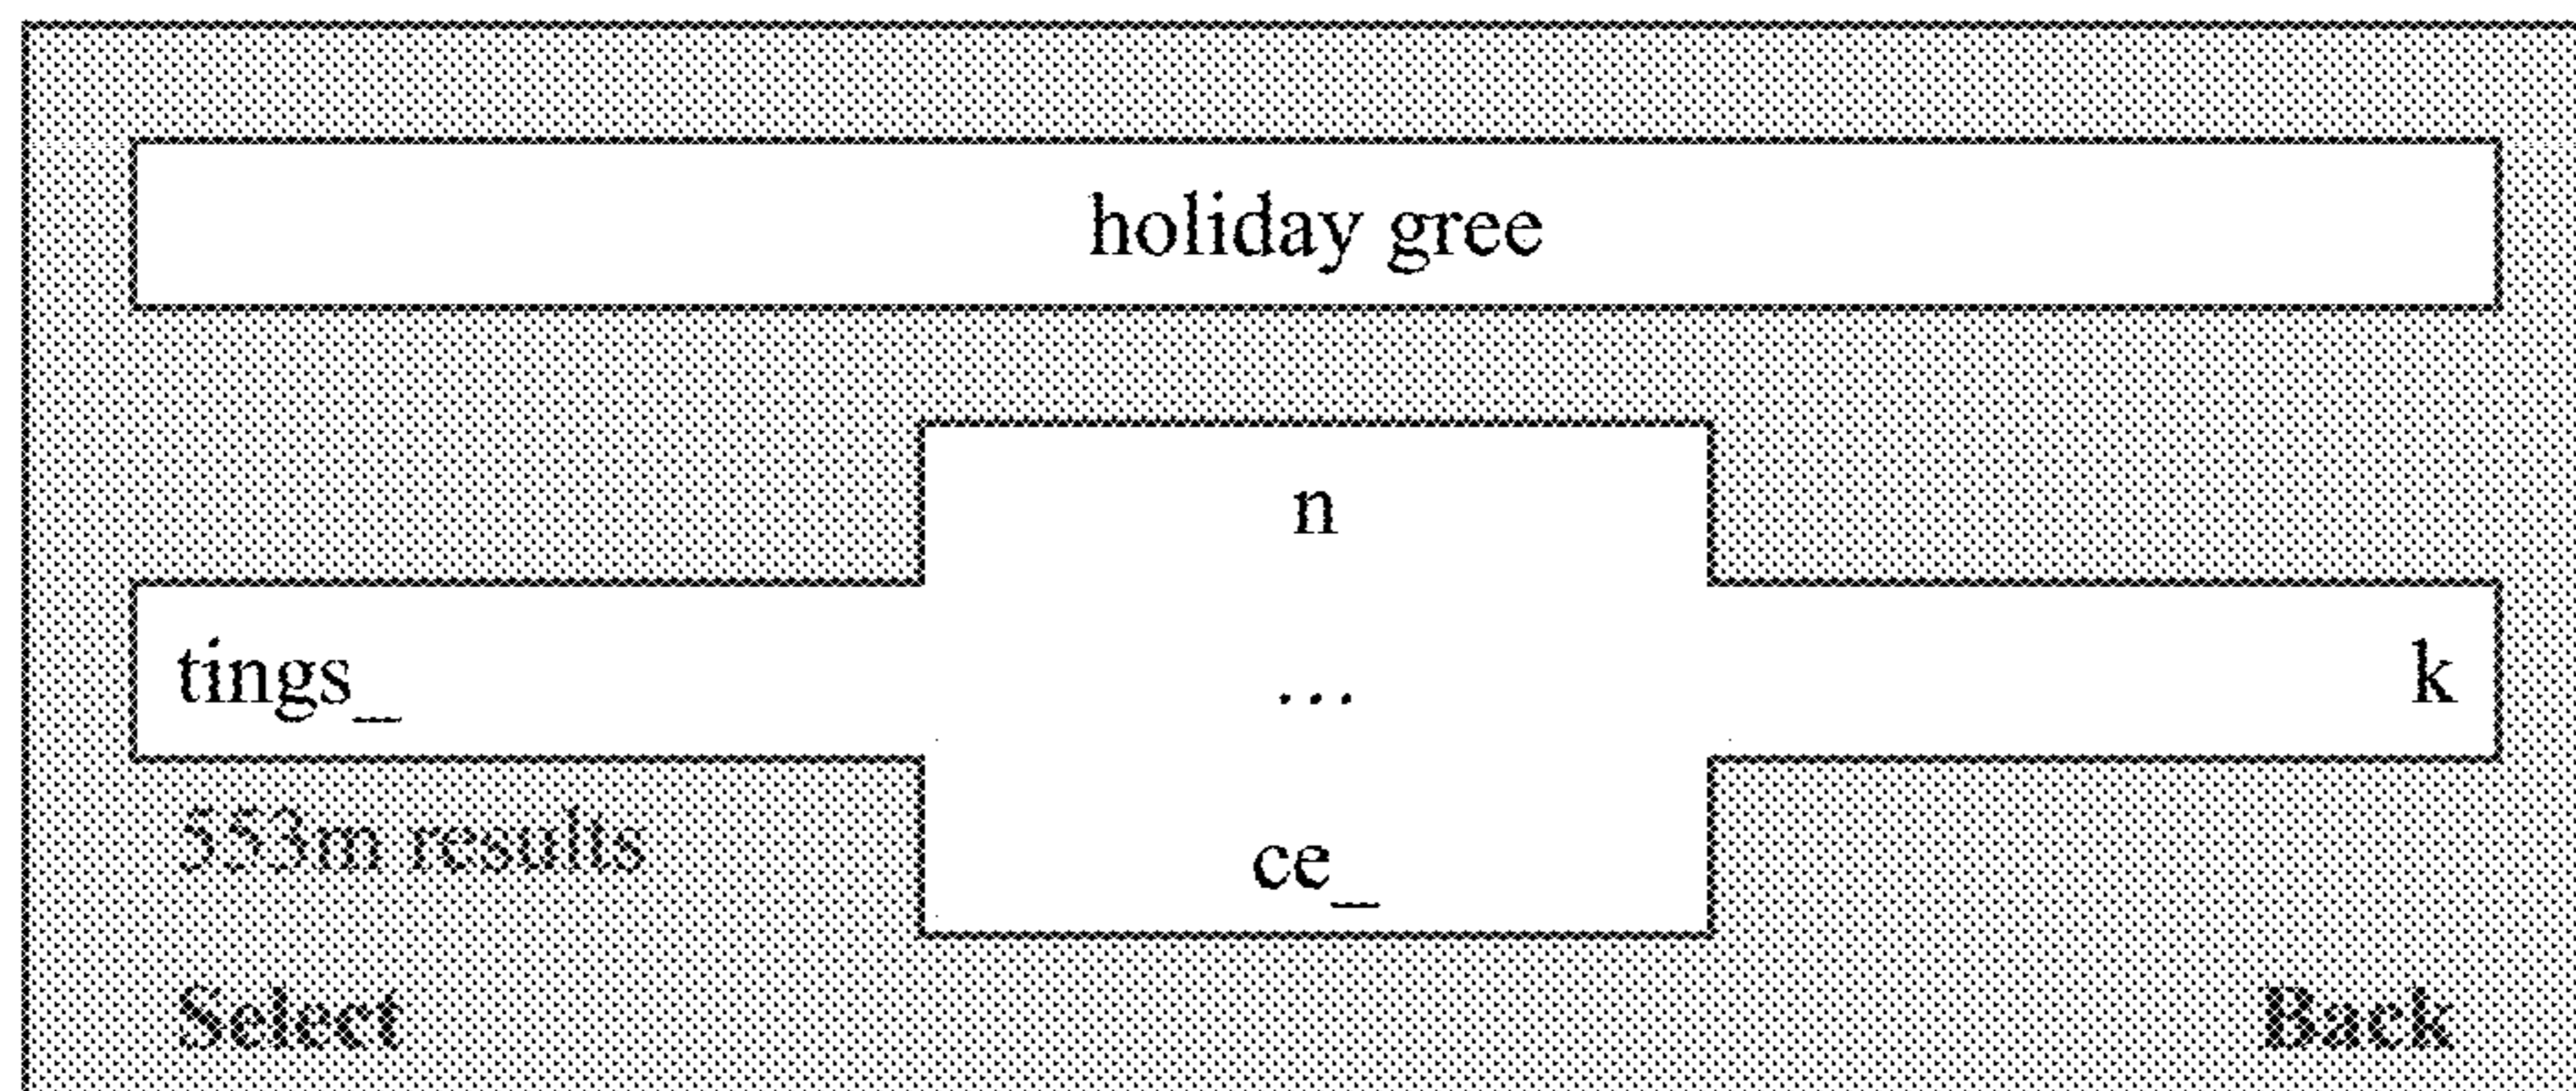 holiday gree
n
tings_ ... k
553m results
ce_
Select Back